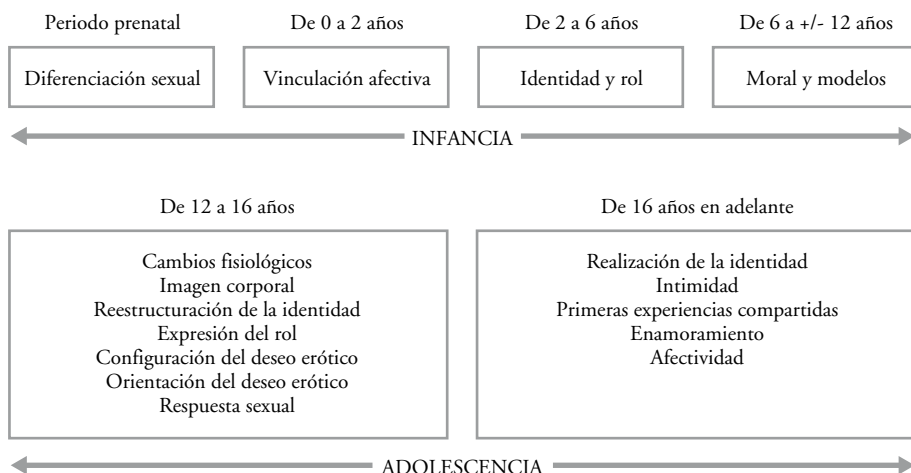 Periodo prenatal
De 0 a 2 años
De 2 a 6 años
De 6 a +/- 12 años
Diferenciación sexual
Vinculación afectiva
Identidad y rol
Moral y modelos
INFANCIA
De 12 a 16 años
Cambios fisiológicos
Imagen corporal
Reestructuración de la identidad
Expresión del rol
Configuración del deseo erótico
Orientación del deseo erótico
Respuesta sexual
De 16 años en adelante
Realización de la identidad
Intimidad
Primeras experiencias compartidas
Enamoramiento
Afectividad
ADOLESCENCIA